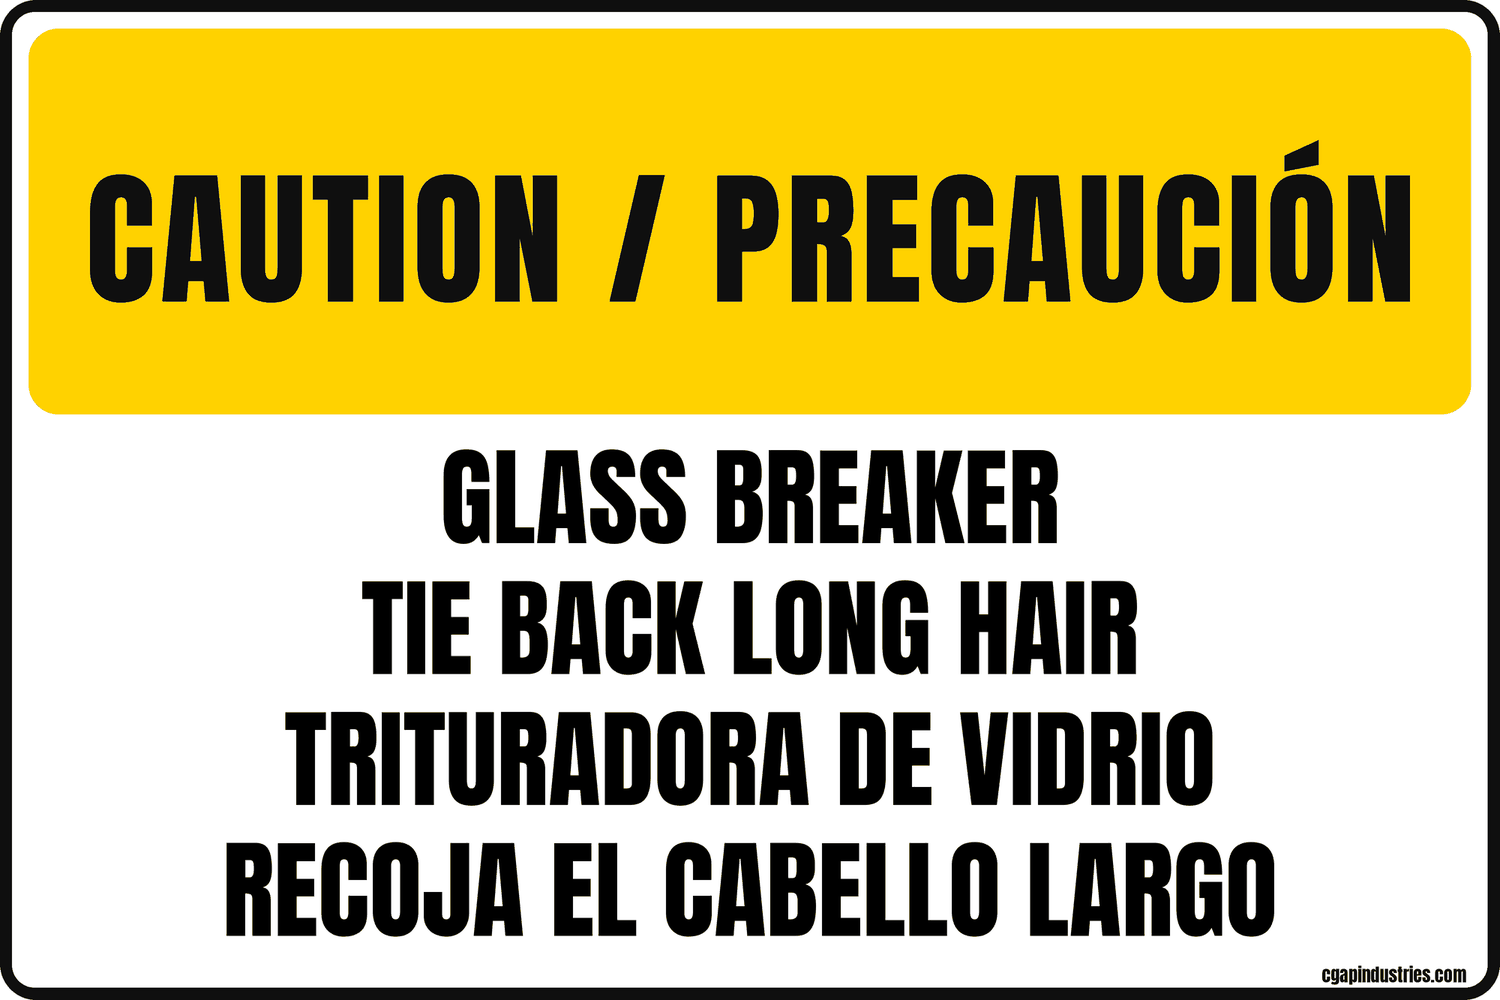 CAUTION / PRECAUCIÓN
GLASS BREAKER
TIE BACK LONG HAIR
TRITURADORA DE VIDRIO
RECOJA EL CABELLO LARGO
cgapindustries.com